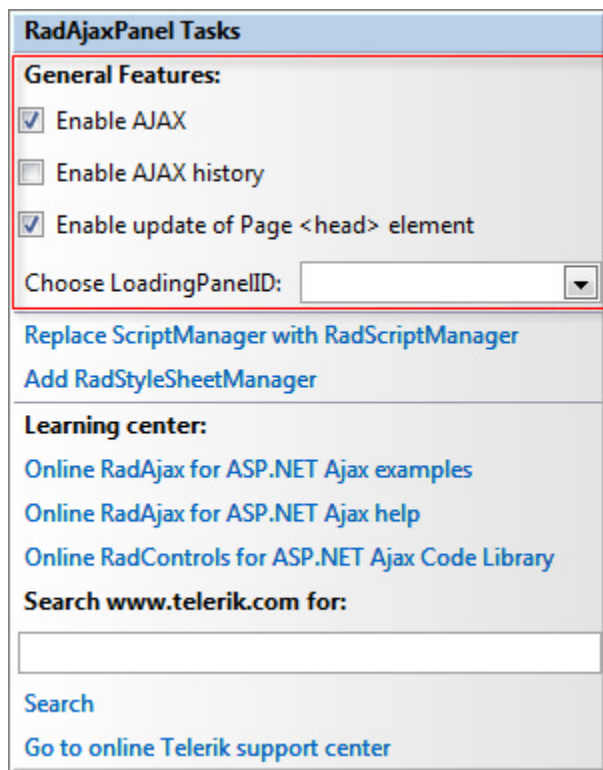 RadAjaxPanel Tasks
General Features:
Enable AJAX
Enable AJAX history
Enable update of Page <head> element
Choose LoadingPanelID:
Replace ScriptManager with RadScriptManager
Add RadStyleSheetManager
Learning center:
Online RadAjax for ASP.NET Ajax examples
Online RadAjax for ASP.NET Ajax help
Online RadControls for ASP.NET Ajax Code Library
Search www.telerik.com for:
Search
Go to online Telerik support center